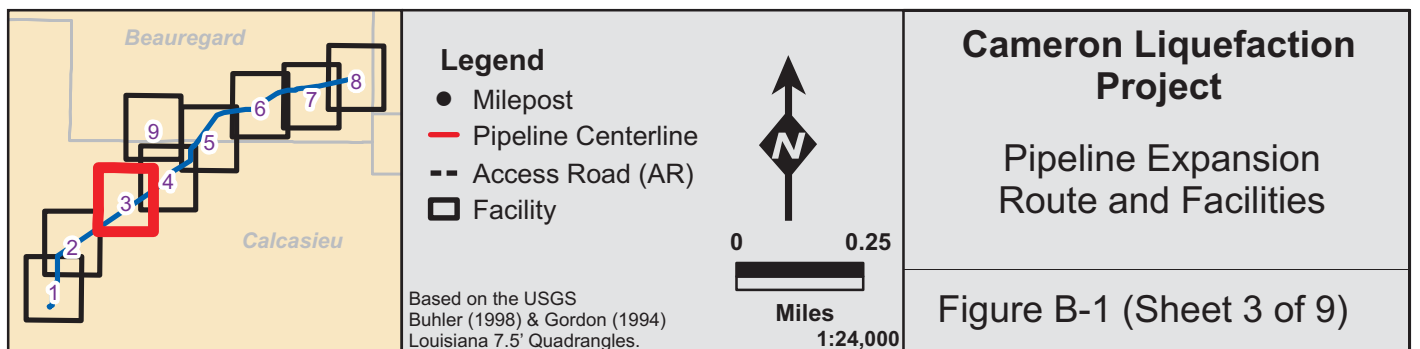 Beauregard
8
7
6
9
5
4
3
Calcasieu
2
1
Legend
Milepost
Pipeline Centerline
Access Road (AR)
Facility
Based on the USGS
Buhler (1998) & Gordon (1994)
Louisiana 7.5' Quadrangles.
N
0 0.25
Miles
1:24,000
Cameron Liquefaction
Project
Pipeline Expansion
Route and Facilities
Figure B-1 (Sheet 3 of 9)